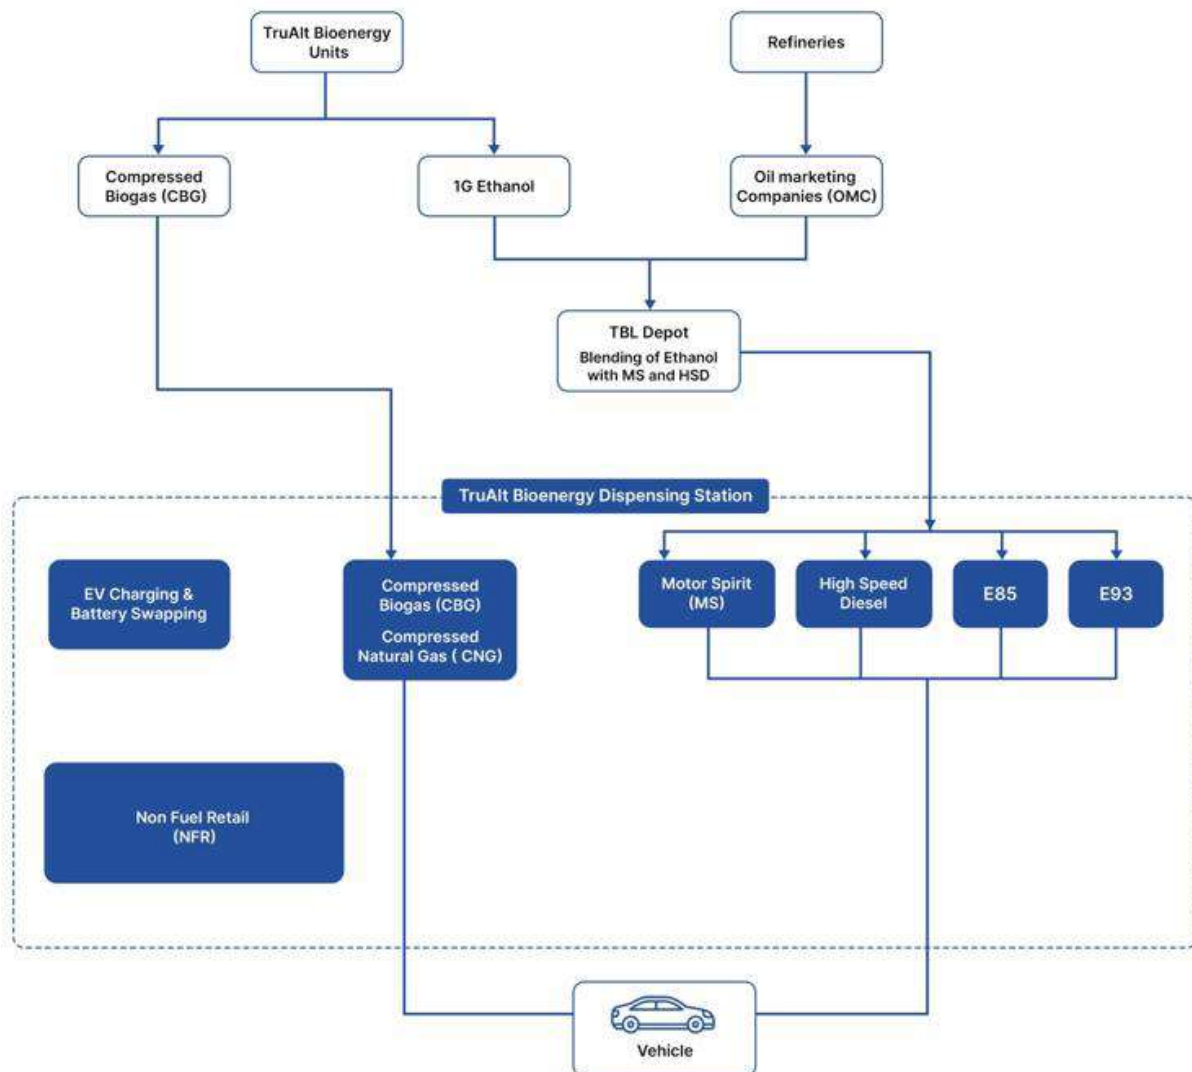 TruAlt Bioenergy
Units
Refineries
Compressed
Biogas (CBG)
1G Ethanol
Oil marketing
Companies (OMC)
TBL Depot
Blending of Ethanol
with MS and HSD
TruAlt Bioenergy Dispensing Station
EV Charging &
Battery Swapping
Compressed
Biogas (CBG)
Compressed
Natural Gas ( CNG)
Motor Spirit
(MS)
High Speed
Diesel
E85
E93
Non Fuel Retail
(NFR)
Vehicle